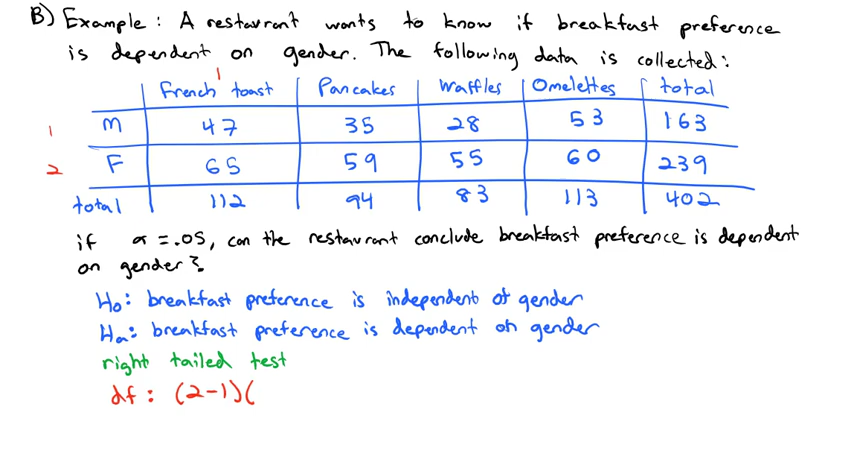 B) Example: A restaurant wants to know if breakfast preference
is dependent on gender. The following data is collected:
1
French toast Pancakes Waffles Omelettes total
1 M 47 35 28 53 163
2 F 65 59 55 60 239
total 112 94 83 113 402
if α=.05, can the restaurant conclude breakfast preference is dependent
on gender?
Ho: breakfast preference is independent of gender
Ha: breakfast preference is dependent on gender
right tailed test
df: (2-1)(